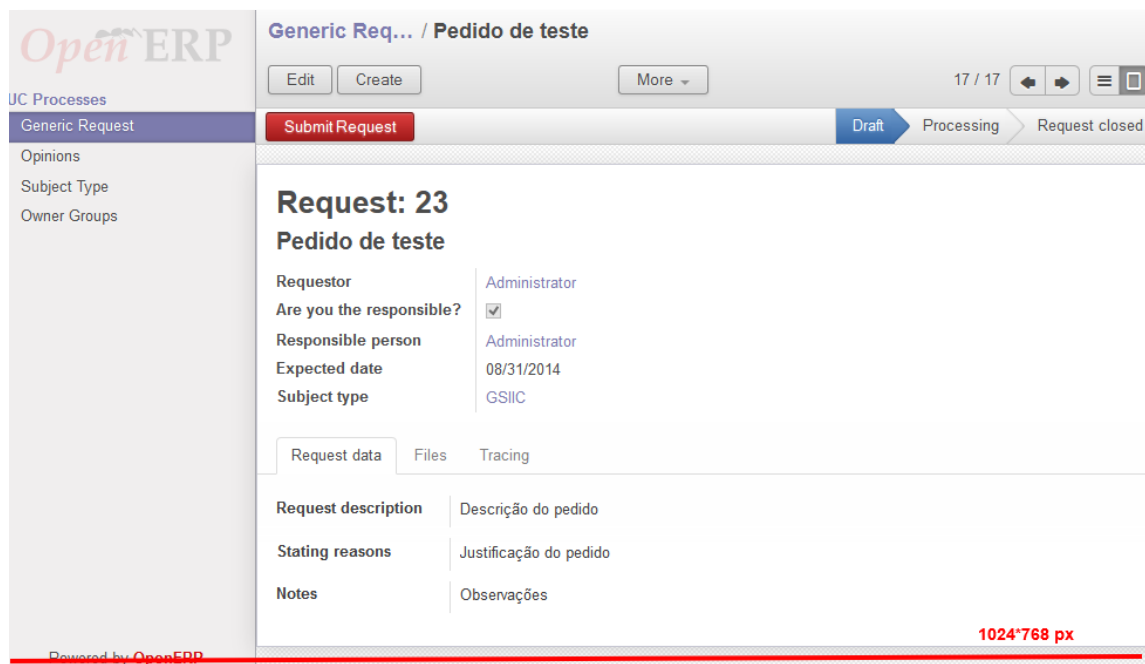 Open ERP
UC Processes
Generic Request
Opinions
Subject Type
Owner Groups
Powered by OpenERP
Generic Req... / Pedido de teste
Edit Create More 17 / 17
Submit Request Draft Processing Request closed
Request: 23
Pedido de teste
Requestor Administrator
Are you the responsible?
Responsible person Administrator
Expected date 08/31/2014
Subject type GSIIC
Request data Files Tracing
Request description Descrição do pedido
Stating reasons Justificação do pedido
Notes Observações
1024*768 px